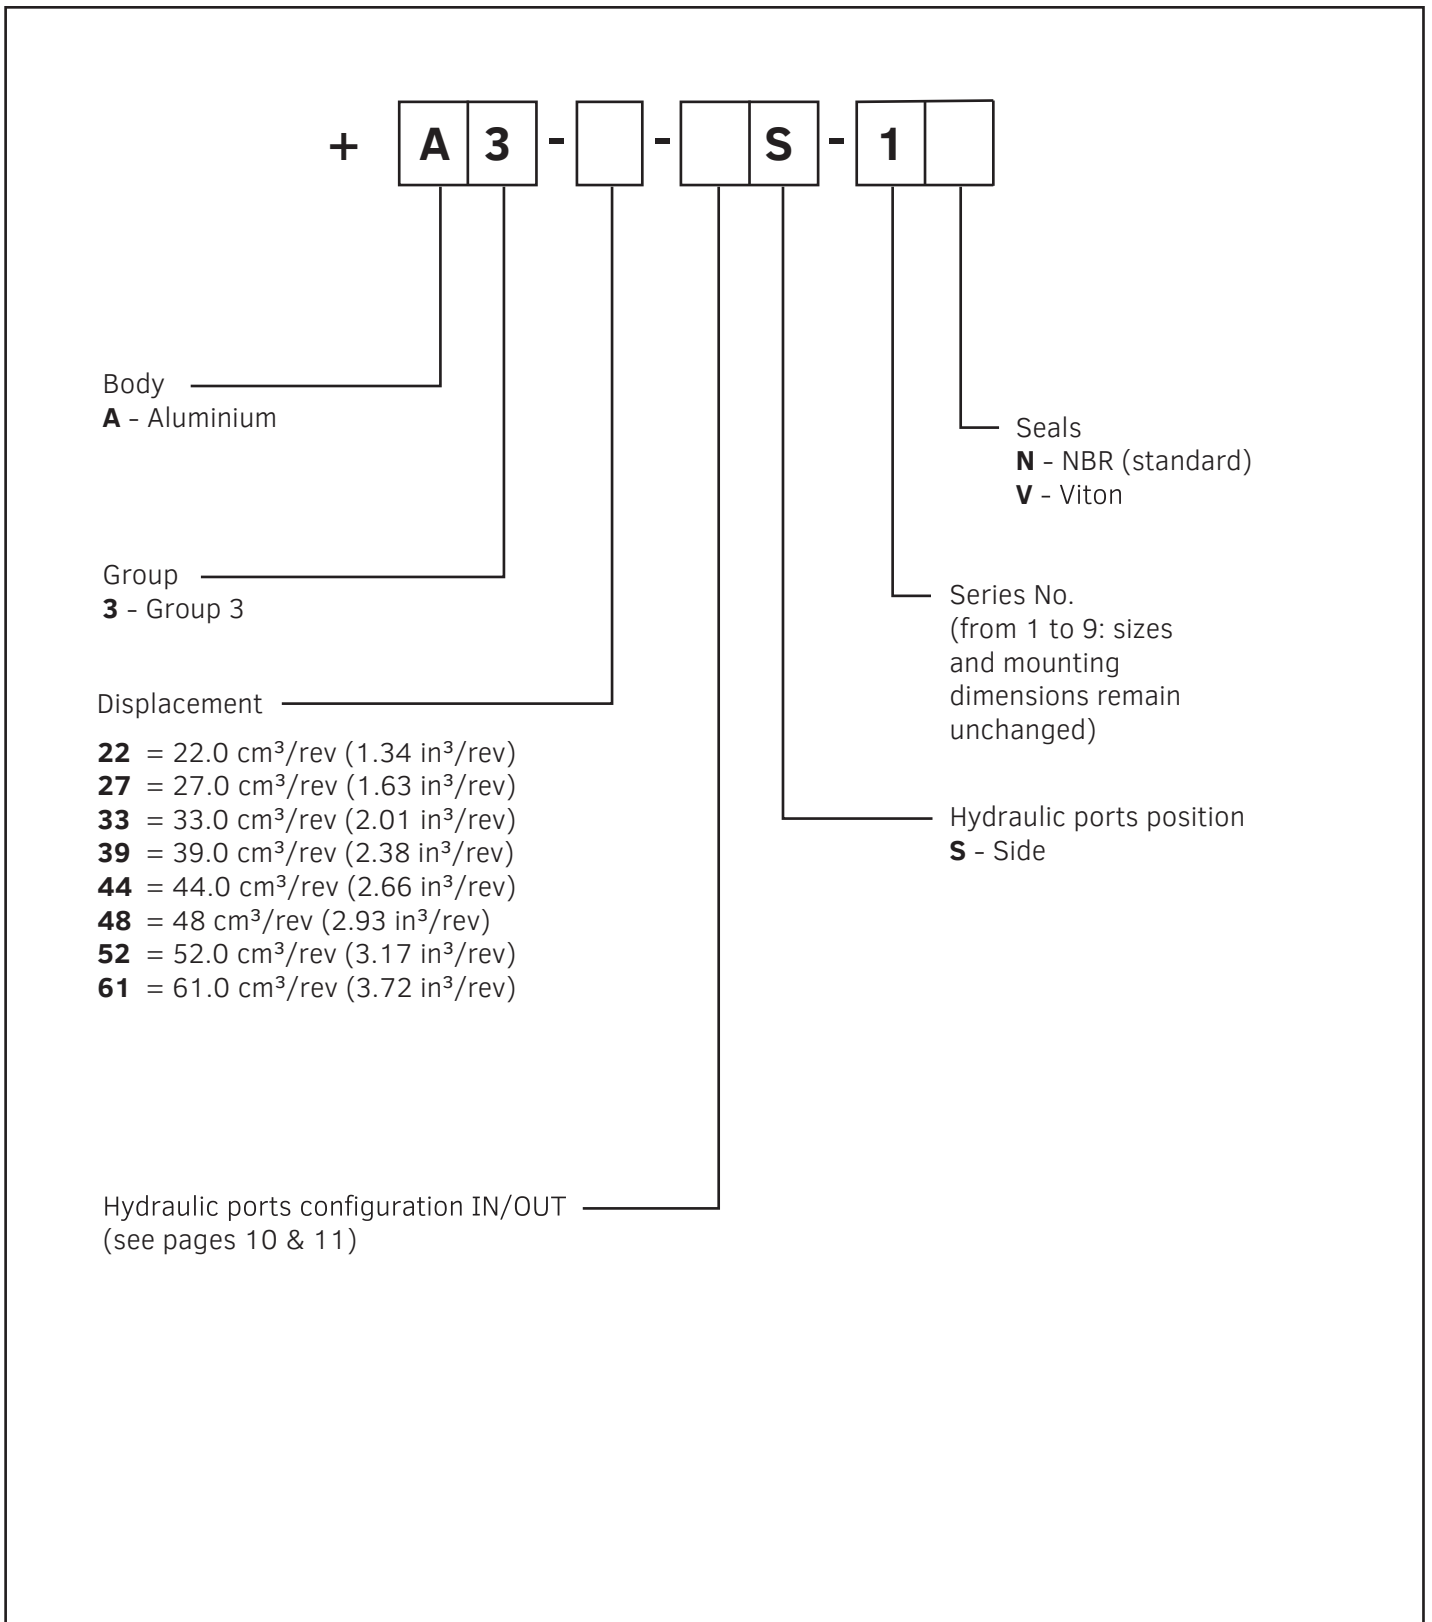 + A 3 - - S - 1
Body
A - Aluminium
Group
3 - Group 3
Displacement
22 = 22.0 cm³/rev (1.34 in³/rev)
27 = 27.0 cm³/rev (1.63 in³/rev)
33 = 33.0 cm³/rev (2.01 in³/rev)
39 = 39.0 cm³/rev (2.38 in³/rev)
44 = 44.0 cm³/rev (2.66 in³/rev)
48 = 48 cm³/rev (2.93 in³/rev)
52 = 52.0 cm³/rev (3.17 in³/rev)
61 = 61.0 cm³/rev (3.72 in³/rev)
Hydraulic ports configuration IN/OUT
(see pages 10 & 11)
Seals
N - NBR (standard)
V - Viton
Series No.
(from 1 to 9: sizes
and mounting
dimensions remain
unchanged)
Hydraulic ports position
S - Side